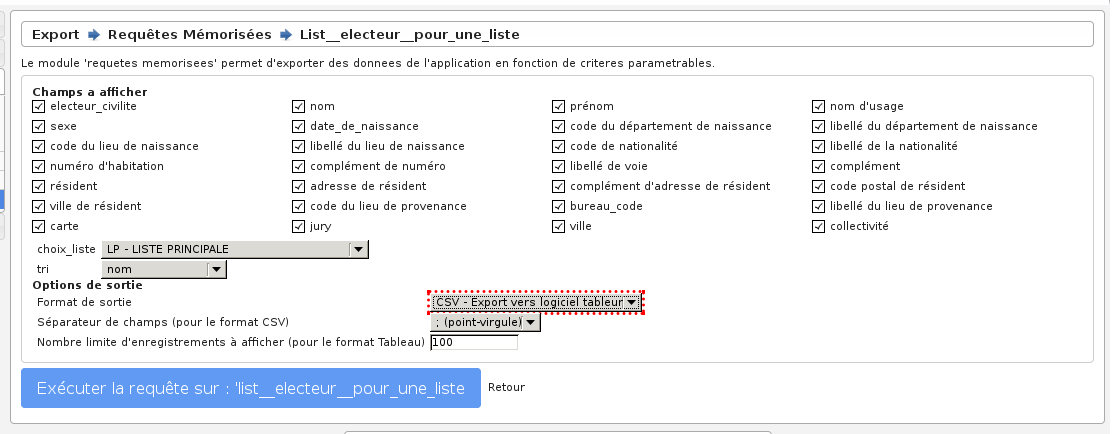 Export Requêtes Mémorisées List__electeur__pour_une_liste
Le module 'requetes memorisees' permet d'exporter des donnees de l'application en fonction de criteres parametrables.
Champs a afficher
electeur_civilite nom prénom nom d'usage
sexe date_de_naissance code du département de naissance libellé du département de naissance
code du lieu de naissance libellé du lieu de naissance code de nationalité libellé de la nationalité
numéro d'habitation complément de numéro libellé de voie complément
résident adresse de résident complément d'adresse de résident code postal de résident
ville de résident code du lieu de provenance bureau_code libellé du lieu de provenance
carte jury ville collectivité
choix_liste LP - LISTE PRINCIPALE
tri nom
Options de sortie
Format de sortie CSV - Export vers logiciel tableur
Séparateur de champs (pour le format CSV) ; (point-virgule)
Nombre limite d'enregistrements à afficher (pour le format Tableau) 100
Exécuter la requête sur : 'list__electeur__pour_une_liste Retour